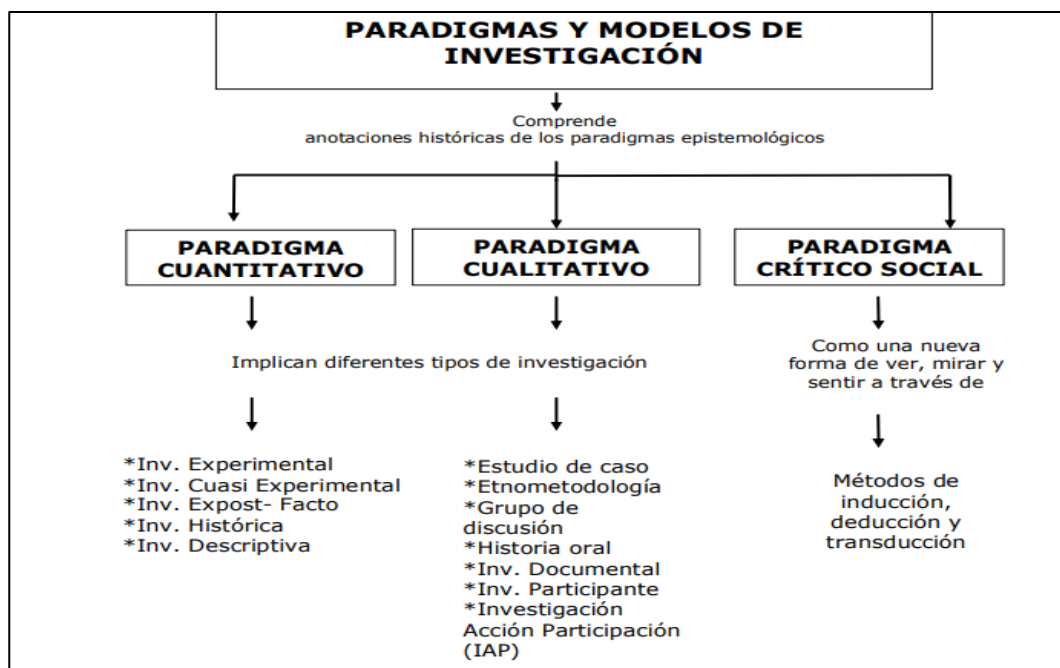 PARADIGMAS Y MODELOS DE
INVESTIGACIÓN
Comprende
anotaciones históricas de los paradigmas epistemológicos
PARADIGMA
CUANTITATIVO
PARADIGMA
CUALITATIVO
PARADIGMA
CRÍTICO SOCIAL
Implican diferentes tipos de investigación
Como una nueva
forma de ver, mirar y
sentir a través de
*Inv. Experimental
*Inv. Cuasi Experimental
*Inv. Expost- Facto
*Inv. Histórica
*Inv. Descriptiva
*Estudio de caso
*Etnometodología
*Grupo de
discusión
*Historia oral
*Inv. Documental
*Inv. Participante
*Investigación
Acción Participación
(IAP)
Métodos de
inducción,
deducción y
transducción